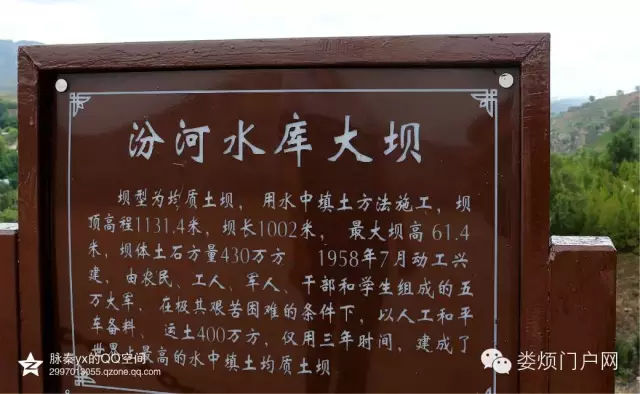 汾河水库大坝
坝型为均质土坝，用水中填土方法施工，坝
顶高程1131.4米，坝长1002米，最大坝高61.4
米，坝体土石方量430万方 1958年7月动工兴
建，由农民、工人、军人、干部和学生组成的五
万大军，在极其艰苦困难的条件下，以人工和平
车备料、运土400万方，仅用三年时间，建成了
世界上最高的水中填土均质土坝
脉秦yx的QQ空间
2997013055.qzone.qq.com
娄烦门户网